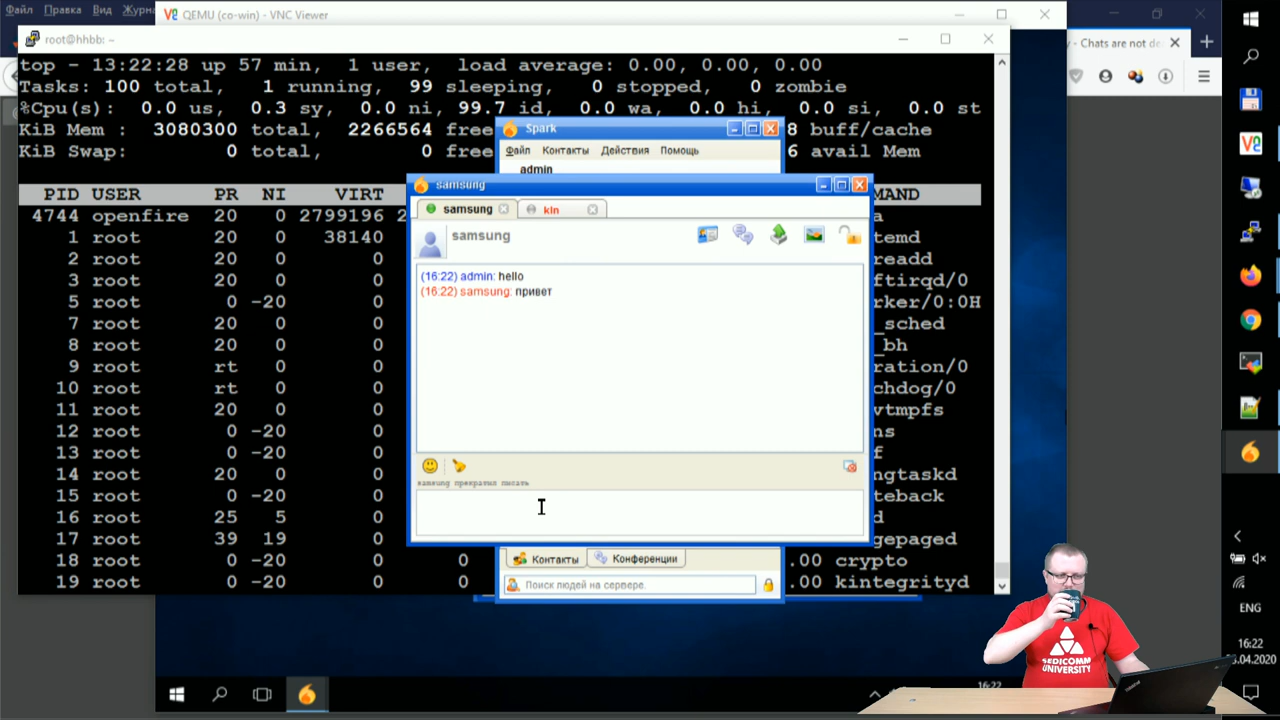 Файл Правка Вид Журна
QEMU (co-win) - VNC Viewer
root@hhbb: ~
- Chats are not de
top - 13:22:28 up 57 min, 1 user, load average: 0.00, 0.00, 0.00
Tasks: 100 total, 1 running, 99 sleeping, 0 stopped, 0 zombie
%Cpu(s): 0.0 us, 0.3 sy, 0.0 ni, 99.7 id, 0.0 wa, 0.0 hi, 0.0 si, 0.0 st
KiB Mem : 3080300 total, 2266564 free 8 buff/cache
KiB Swap: 0 total, 0 free 6 avail Mem
Spark
Файл Контакты Действия Помощь
admin
PID USER PR NI VIRT MAND
4744 openfire 20 0 2799196 2 a
1 root 20 0 38140 temd
2 root 20 0 0 readd
3 root 20 0 0 ftirqd/0
5 root 0 -20 0 rker/0:0H
7 root 20 0 0 _sched
8 root 20 0 0 _bh
9 root rt 0 0 ration/0
10 root rt 0 0 chdog/0
11 root 20 0 0 vtmpfs
12 root 0 -20 0 ns
13 root 0 -20 0 f
14 root 20 0 0 ngtaskd
15 root 0 -20 0 teback
16 root 25 5 0 d
17 root 39 19 0 gepaged
18 root 0 -20 0 0 .00 crypto
19 root 0 -20 0 0 .00 kintegrityd
samsung
samsung kln
samsung
(16:22) admin: hello
(16:22) samsung: привет
samsung прекратил писать
Контакты Конференции
Поиск людей на сервере.
ENG
16:22
.04.2020
16:22
SEDICOMM
UNIVERSITY